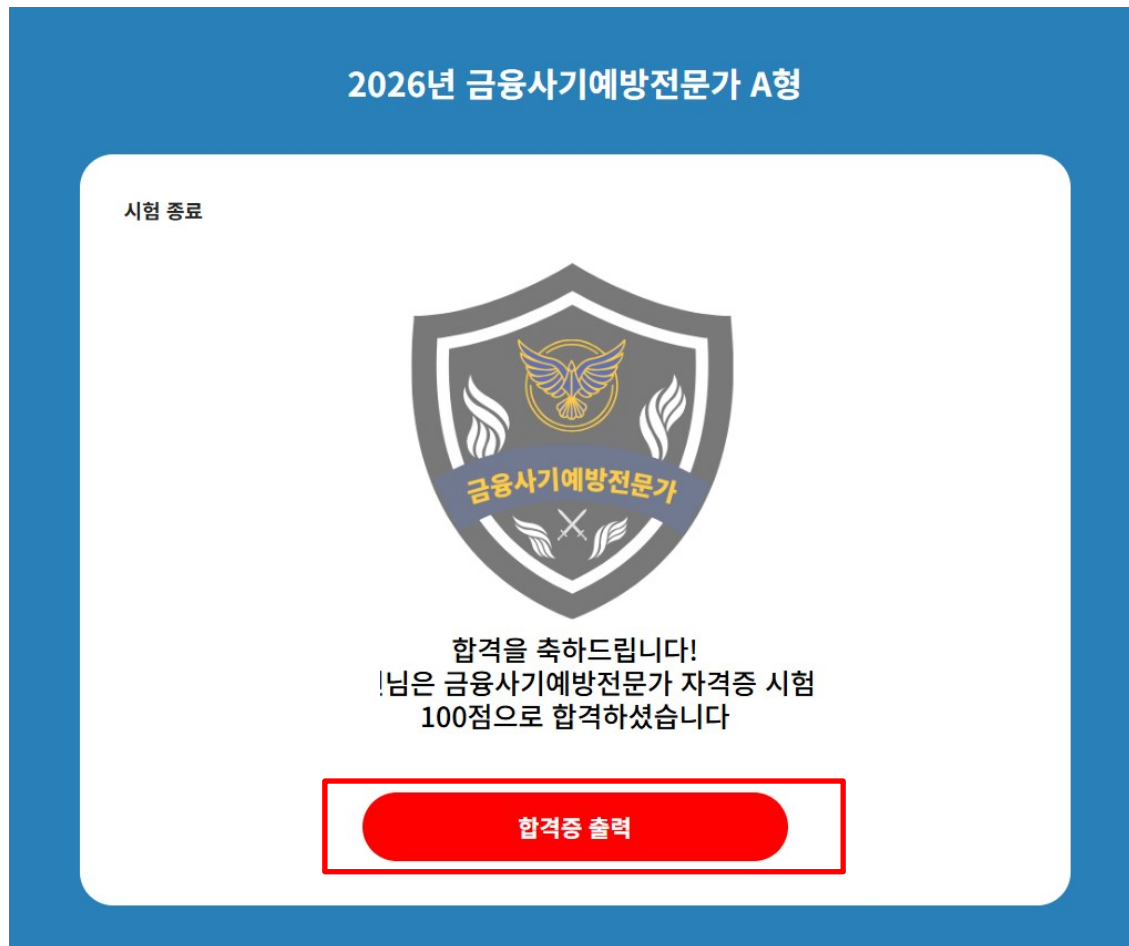 2026년 금융사기예방전문가 A형
시험 종료
금융사기예방전문가
합격을 축하드립니다!
님은 금융사기예방전문가 자격증 시험
100점으로 합격하셨습니다
합격증 출력